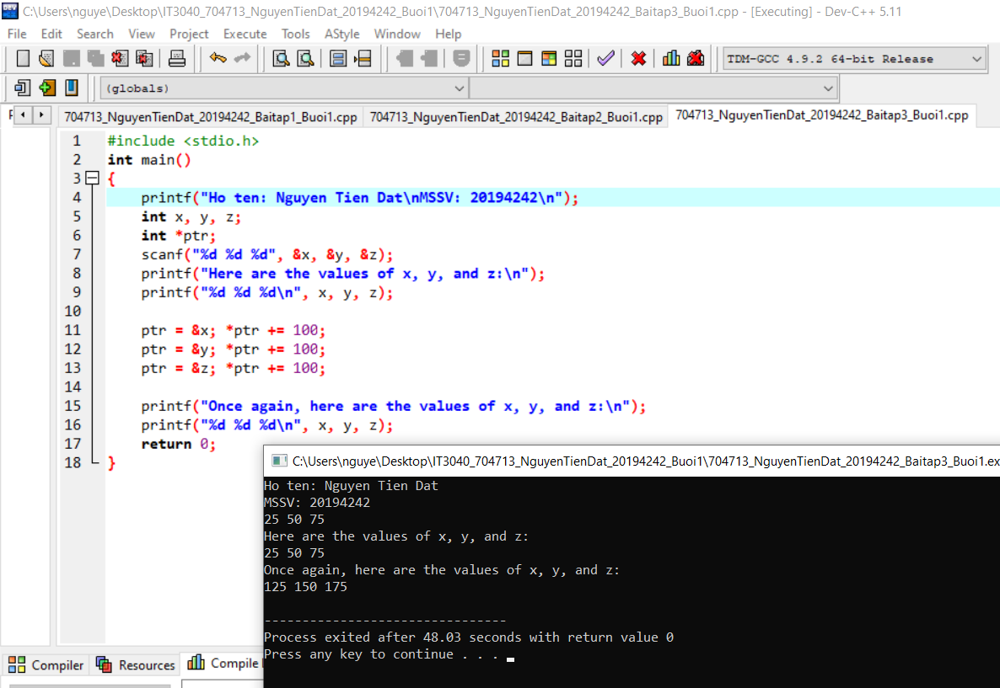 C:\Users\nguye\Desktop\IT3040_704713_NguyenTienDat_20194242_Buoi1\704713_NguyenTienDat_20194242_Baitap3_Buoi1.cpp - [Executing] - Dev-C++ 5.11
File Edit Search View Project Execute Tools AStyle Window Help
TDM-GCC 4.9.2 64-bit Release
(globals)
704713_NguyenTienDat_20194242_Baitap1_Buoi1.cpp 704713_NguyenTienDat_20194242_Baitap2_Buoi1.cpp 704713_NguyenTienDat_20194242_Baitap3_Buoi1.cpp
1 #include <stdio.h>
2 int main()
3 {
4 printf("Ho ten: Nguyen Tien Dat\nMSSV: 20194242\n");
5 int x, y, z;
6 int *ptr;
7 scanf("%d %d %d", &x, &y, &z);
8 printf("Here are the values of x, y, and z:\n");
9 printf("%d %d %d\n", x, y, z);
10
11 ptr = &x; *ptr += 100;
12 ptr = &y; *ptr += 100;
13 ptr = &z; *ptr += 100;
14
15 printf("Once again, here are the values of x, y, and z:\n");
16 printf("%d %d %d\n", x, y, z);
17 return 0;
18 }
C:\Users\nguye\Desktop\IT3040_704713_NguyenTienDat_20194242_Buoi1\704713_NguyenTienDat_20194242_Baitap3_Buoi1.ex
Ho ten: Nguyen Tien Dat
MSSV: 20194242
25 50 75
Here are the values of x, y, and z:
25 50 75
Once again, here are the values of x, y, and z:
125 150 175
--------------------------------
Process exited after 48.03 seconds with return value 0
Press any key to continue . . .
Compiler Resources Compile